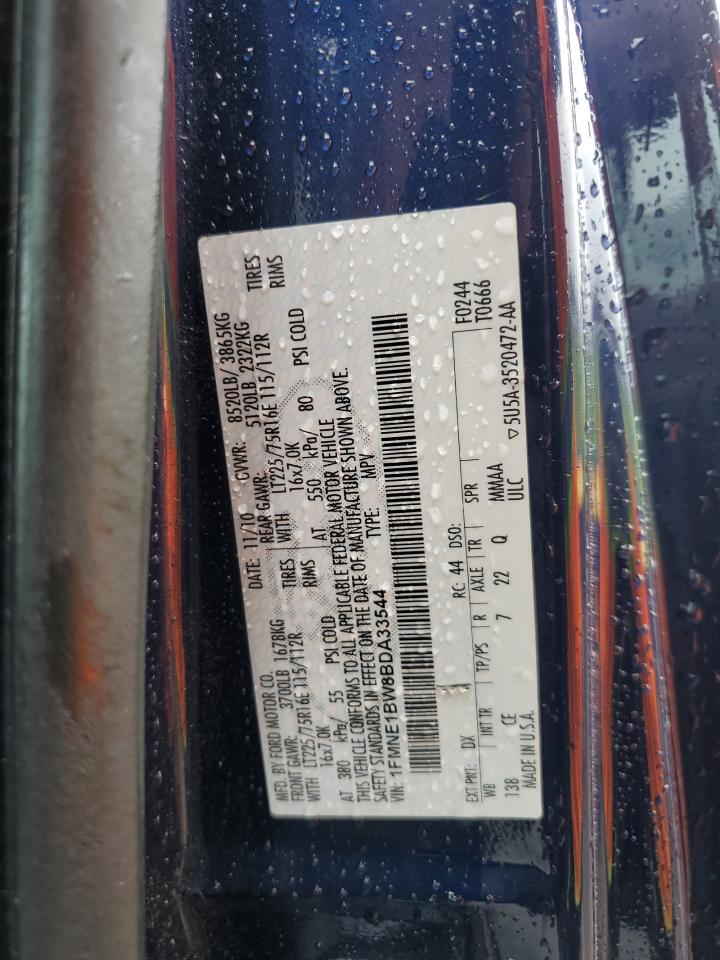 MFD. BY FORD MOTOR CO. DATE: 11/10 GVWR: 8520LB/ 3865KG
FRONT GAWR: 3700LB 1678KG REAR GAWR: 5120LB 2322KG
WITH LT225/75R16E 115/112R TIRES WITH LT225/75R16E 115/112R TIRES
16x7.0K RIMS 16x7.0K RIMS
AT 380 kPa/ 55 PSI COLD AT 550 kPa/ 80 PSI COLD
THIS VEHICLE CONFORMS TO ALL APPLICABLE FEDERAL MOTOR VEHICLE
SAFETY STANDARDS IN EFFECT ON THE DATE OF MANUFACTURE SHOWN ABOVE.
VIN: 1FMNE1BW8BDA33544 TYPE: MPV
F0244
T0666
EXT PNT: DX RC: 44 DSO:
WB INT TR TP/PS R AXLE TR SPR
138 CE 7 22 Q MMAA
MADE IN U.S.A. ULC
▽5U5A-3520472-AA